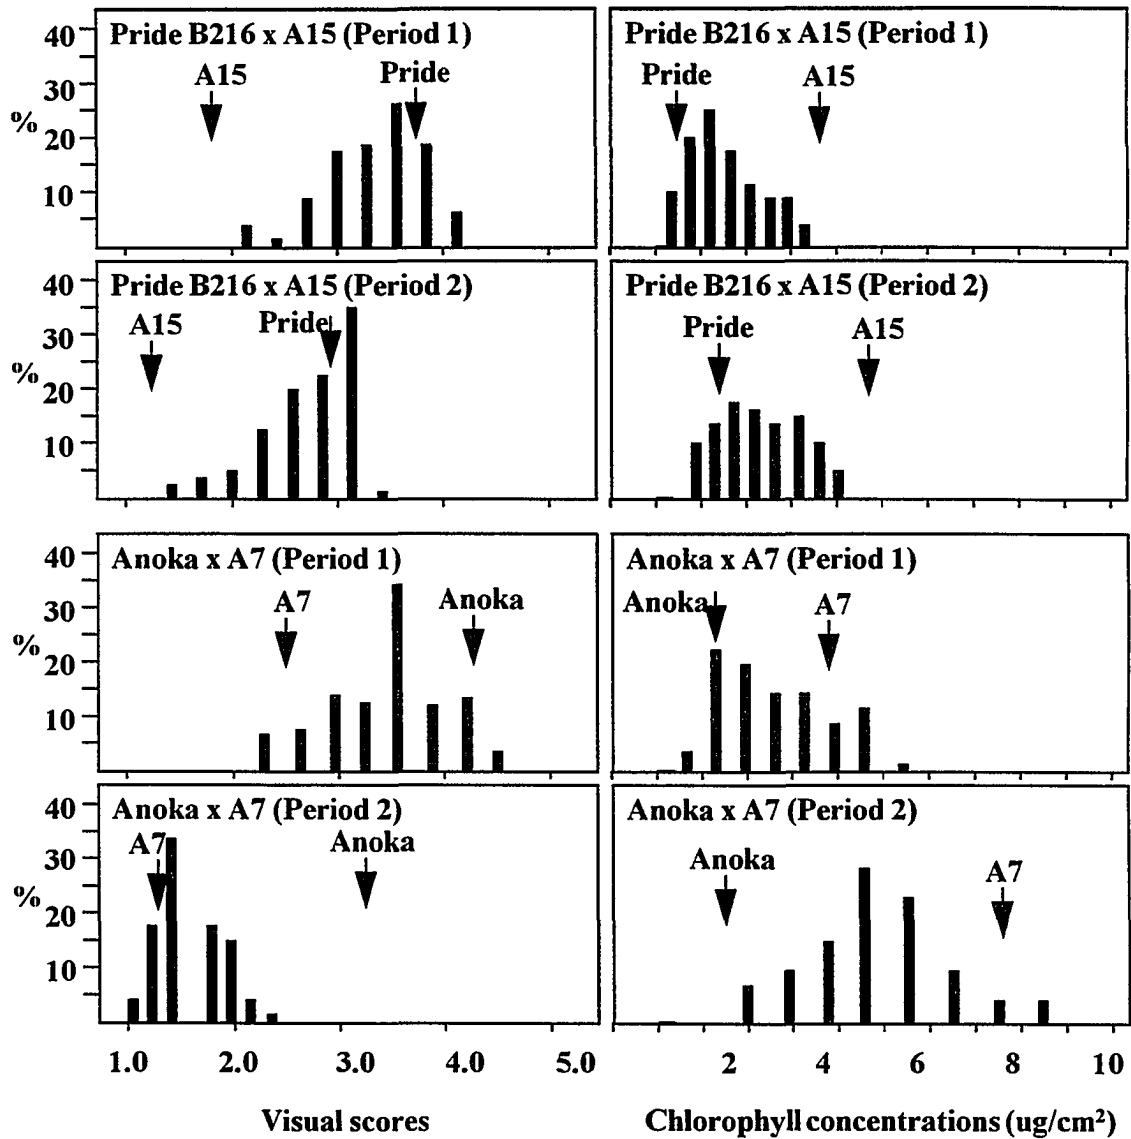 Pride B216 x A15 (Period 1)
A15
Pride
40
30
%
20
10
Pride B216 x A15 (Period 1)
Pride
A15
Pride B216 x A15 (Period 2)
A15
Pride
40
30
%
20
10
Pride B216 x A15 (Period 2)
Pride
A15
Anoka x A7 (Period 1)
A7
Anoka
40
30
%
20
10
Anoka x A7 (Period 1)
Anoka
A7
Anoka x A7 (Period 2)
A7
Anoka
40
30
%
20
10
Anoka x A7 (Period 2)
Anoka
A7
1.0 2.0 3.0 4.0 5.0
2 4 6 8 10
Visual scores
Chlorophyll concentrations (ug/cm²)